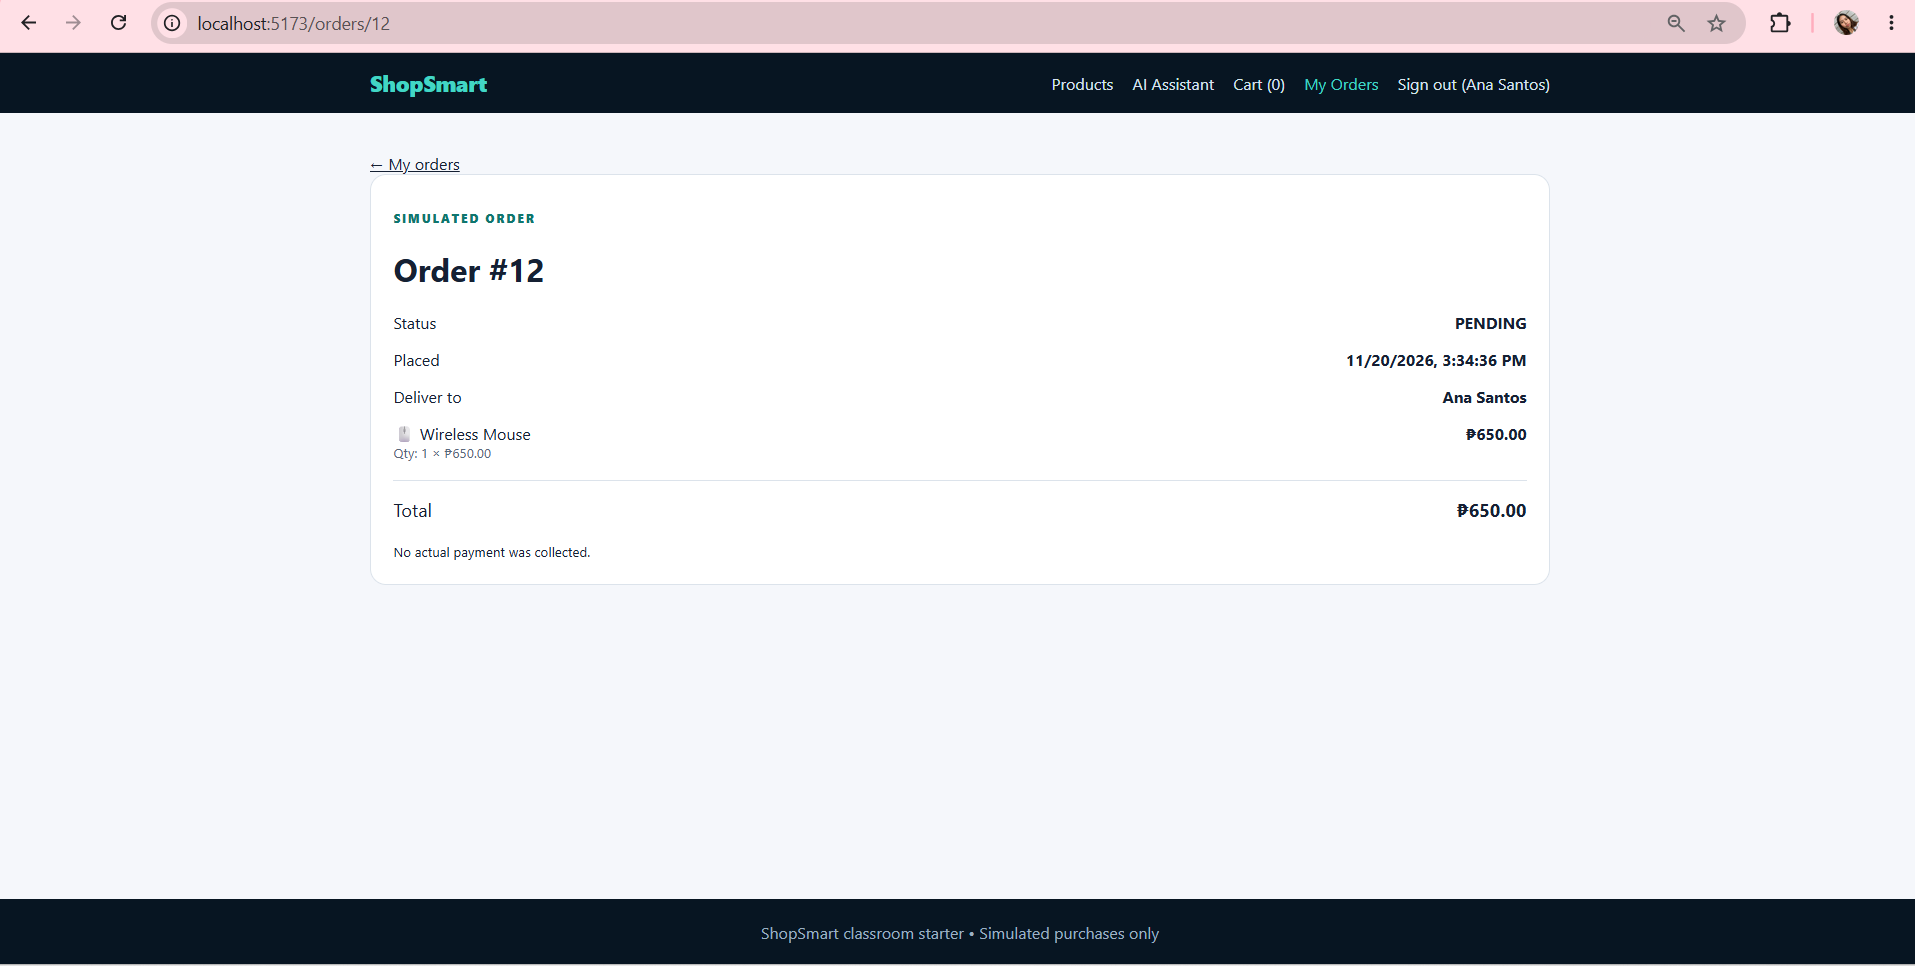 localhost:5173/orders/12
ShopSmart
Products AI Assistant Cart (0) My Orders Sign out (Ana Santos)
← My orders
SIMULATED ORDER
Order #12
Status PENDING
Placed 11/20/2026, 3:34:36 PM
Deliver to Ana Santos
Wireless Mouse ₱650.00
Qty: 1 × ₱650.00
Total ₱650.00
No actual payment was collected.
ShopSmart classroom starter • Simulated purchases only